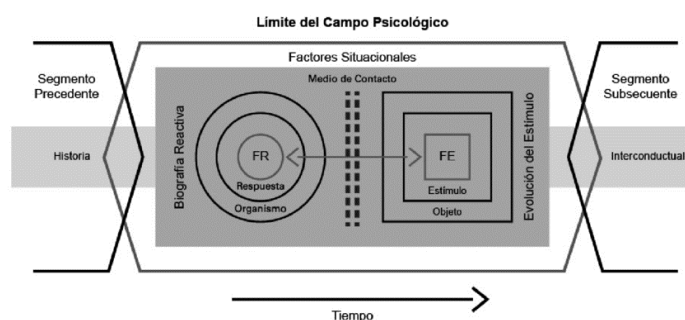 Límite del Campo Psicológico
Factores Situacionales
Medio de Contacto
Segmento
Precedente
Segmento
Subsecuente
Historia
Biografía Reactiva
FR
Respuesta
Organismo
FE
Estímulo
Objeto
Evolución del Estímulo
Interconductual
Tiempo